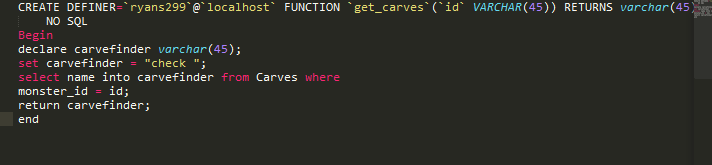 CREATE DEFINER=`ryans299`@`localhost` FUNCTION `get_carves`(`id` VARCHAR(45)) RETURNS varchar(45
NO SQL
Begin
declare carvefinder varchar(45);
set carvefinder = "check ";
select name into carvefinder from Carves where
monster_id = id;
return carvefinder;
end